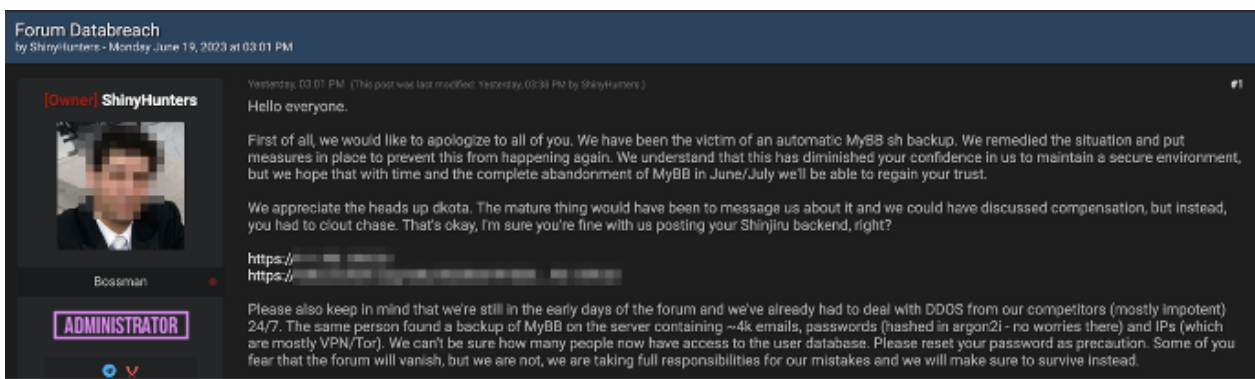 Forum Databreach
by ShinyHunters - Monday June 19, 2023 at 03:01 PM
Yesterday, 03:01 PM (This post was last modified: Yesterday, 03:38 PM by ShinyHunters.)
#1
[Owner] ShinyHunters
Hello everyone.
First of all, we would like to apologize to all of you. We have been the victim of an automatic MyBB sh backup. We remedied the situation and put
measures in place to prevent this from happening again. We understand that this has diminished your confidence in us to maintain a secure environment,
but we hope that with time and the complete abandonment of MyBB in June/July we'll be able to regain your trust.
We appreciate the heads up dkota. The mature thing would have been to message us about it and we could have discussed compensation, but instead,
you had to clout chase. That's okay, I'm sure you're fine with us posting your Shinjiru backend, right?
https://
https://
Bossman
ADMINISTRATOR
Please also keep in mind that we're still in the early days of the forum and we've already had to deal with DDOS from our competitors (mostly impotent)
24/7. The same person found a backup of MyBB on the server containing ~4k emails, passwords (hashed in argon2i - no worries there) and IPs (which
are mostly VPN/Tor). We can't be sure how many people now have access to the user database. Please reset your password as precaution. Some of you
fear that the forum will vanish, but we are not, we are taking full responsibilities for our mistakes and we will make sure to survive instead.